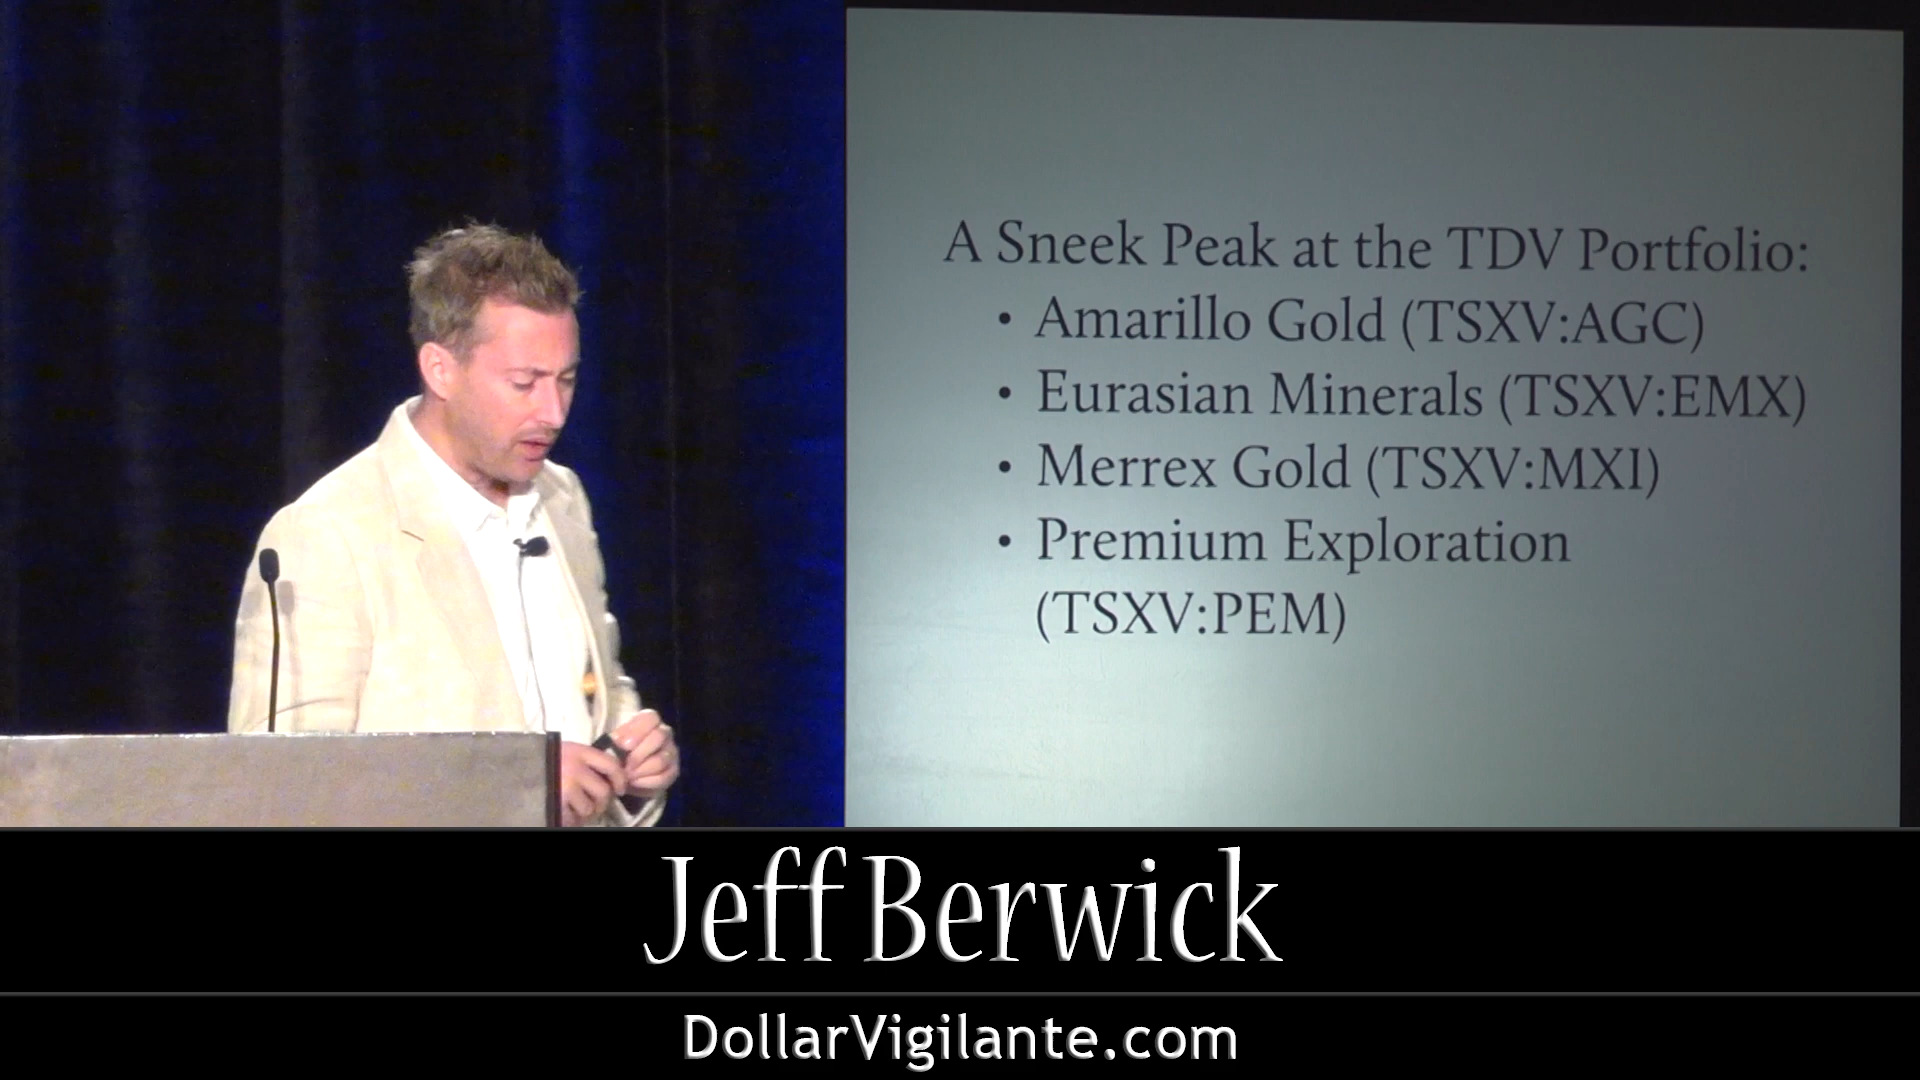 A Sneek Peak at the TDV Portfolio:
• Amarillo Gold (TSXV:AGC)
• Eurasian Minerals (TSXV:EMX)
• Merrex Gold (TSXV:MXI)
• Premium Exploration
(TSXV:PEM)
Jeff Berwick
DollarVigilante.com